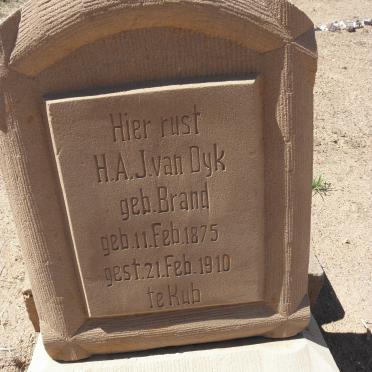 Hier rust
H.A.J.van Dyk
geb.Brand
geb.11.Feb.1875
gest.21.Feb.1910
te Kub